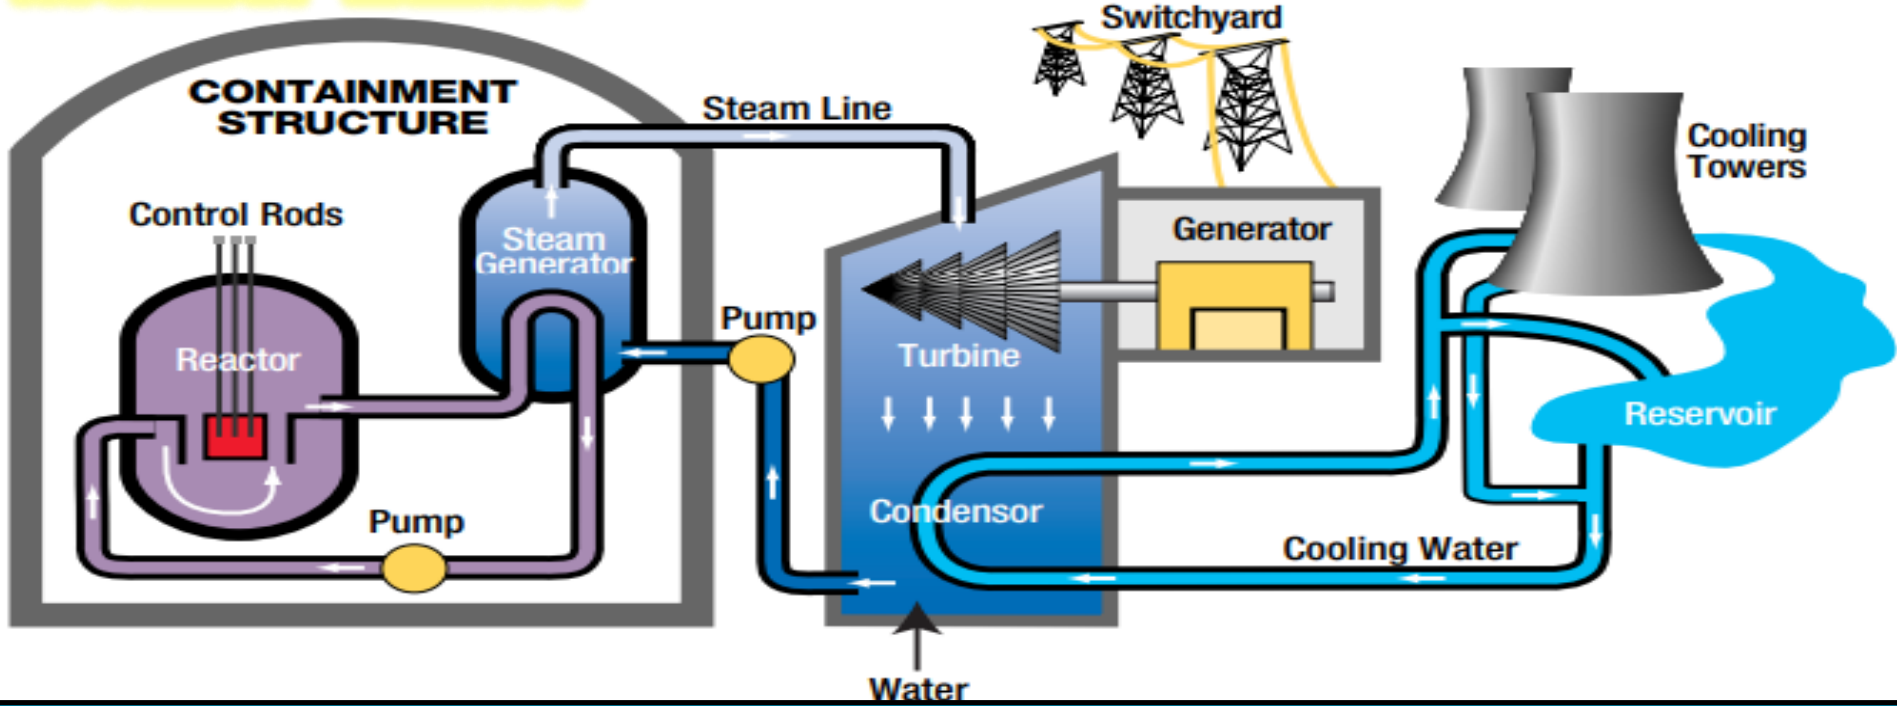 Switchyard
CONTAINMENT
STRUCTURE
Steam Line
Cooling
Towers
Control Rods
Steam
Generator
Generator
Pump
Reactor
Turbine
Reservoir
Condensor
Pump
Cooling Water
Water